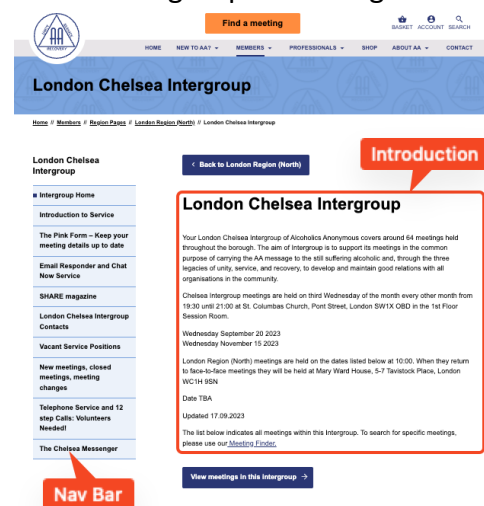 Find a meeting
BASKET ACCOUNT SEARCH
AA
RECOVERY
HOME NEW TO AA? MEMBERS PROFESSIONALS SHOP ABOUT AA CONTACT
London Chelsea Intergroup
Home // Members // Region Pages // London Region (North) // London Chelsea Intergroup
London Chelsea
Intergroup
Intergroup Home
Introduction to Service
The Pink Form – Keep your
meeting details up to date
Email Responder and Chat
Now Service
SHARE magazine
London Chelsea Intergroup
Contacts
Vacant Service Positions
New meetings, closed
meetings, meeting
changes
Telephone Service and 12
step Calls: Volunteers
Needed!
The Chelsea Messenger
Nav Bar
< Back to London Region (North)
Introduction
London Chelsea Intergroup
Your London Chelsea Intergroup of Alcoholics Anonymous covers around 64 meetings held
throughout the borough. The aim of Intergroup is to support its meetings in the common
purpose of carrying the AA message to the still suffering alcoholic and, through the three
legacies of unity, service, and recovery, to develop and maintain good relations with all
organisations in the community.
Chelsea Intergroup meetings are held on third Wednesday of the month every other month from
19:30 until 21:00 at St. Columbas Church, Pont Street, London SW1X OBD in the 1st Floor
Session Room.
Wednesday September 20 2023
Wednesday November 15 2023
London Region (North) meetings are held on the dates listed below at 10:00. When they return
to face-to-face meetings they will be held at Mary Ward House, 5-7 Tavistock Place, London
WC1H 9SN
Date TBA
Updated 17.09.2023
The list below indicates all meetings within this Intergroup. To search for specific meetings,
please use our Meeting Finder.
View meetings in this Intergroup →